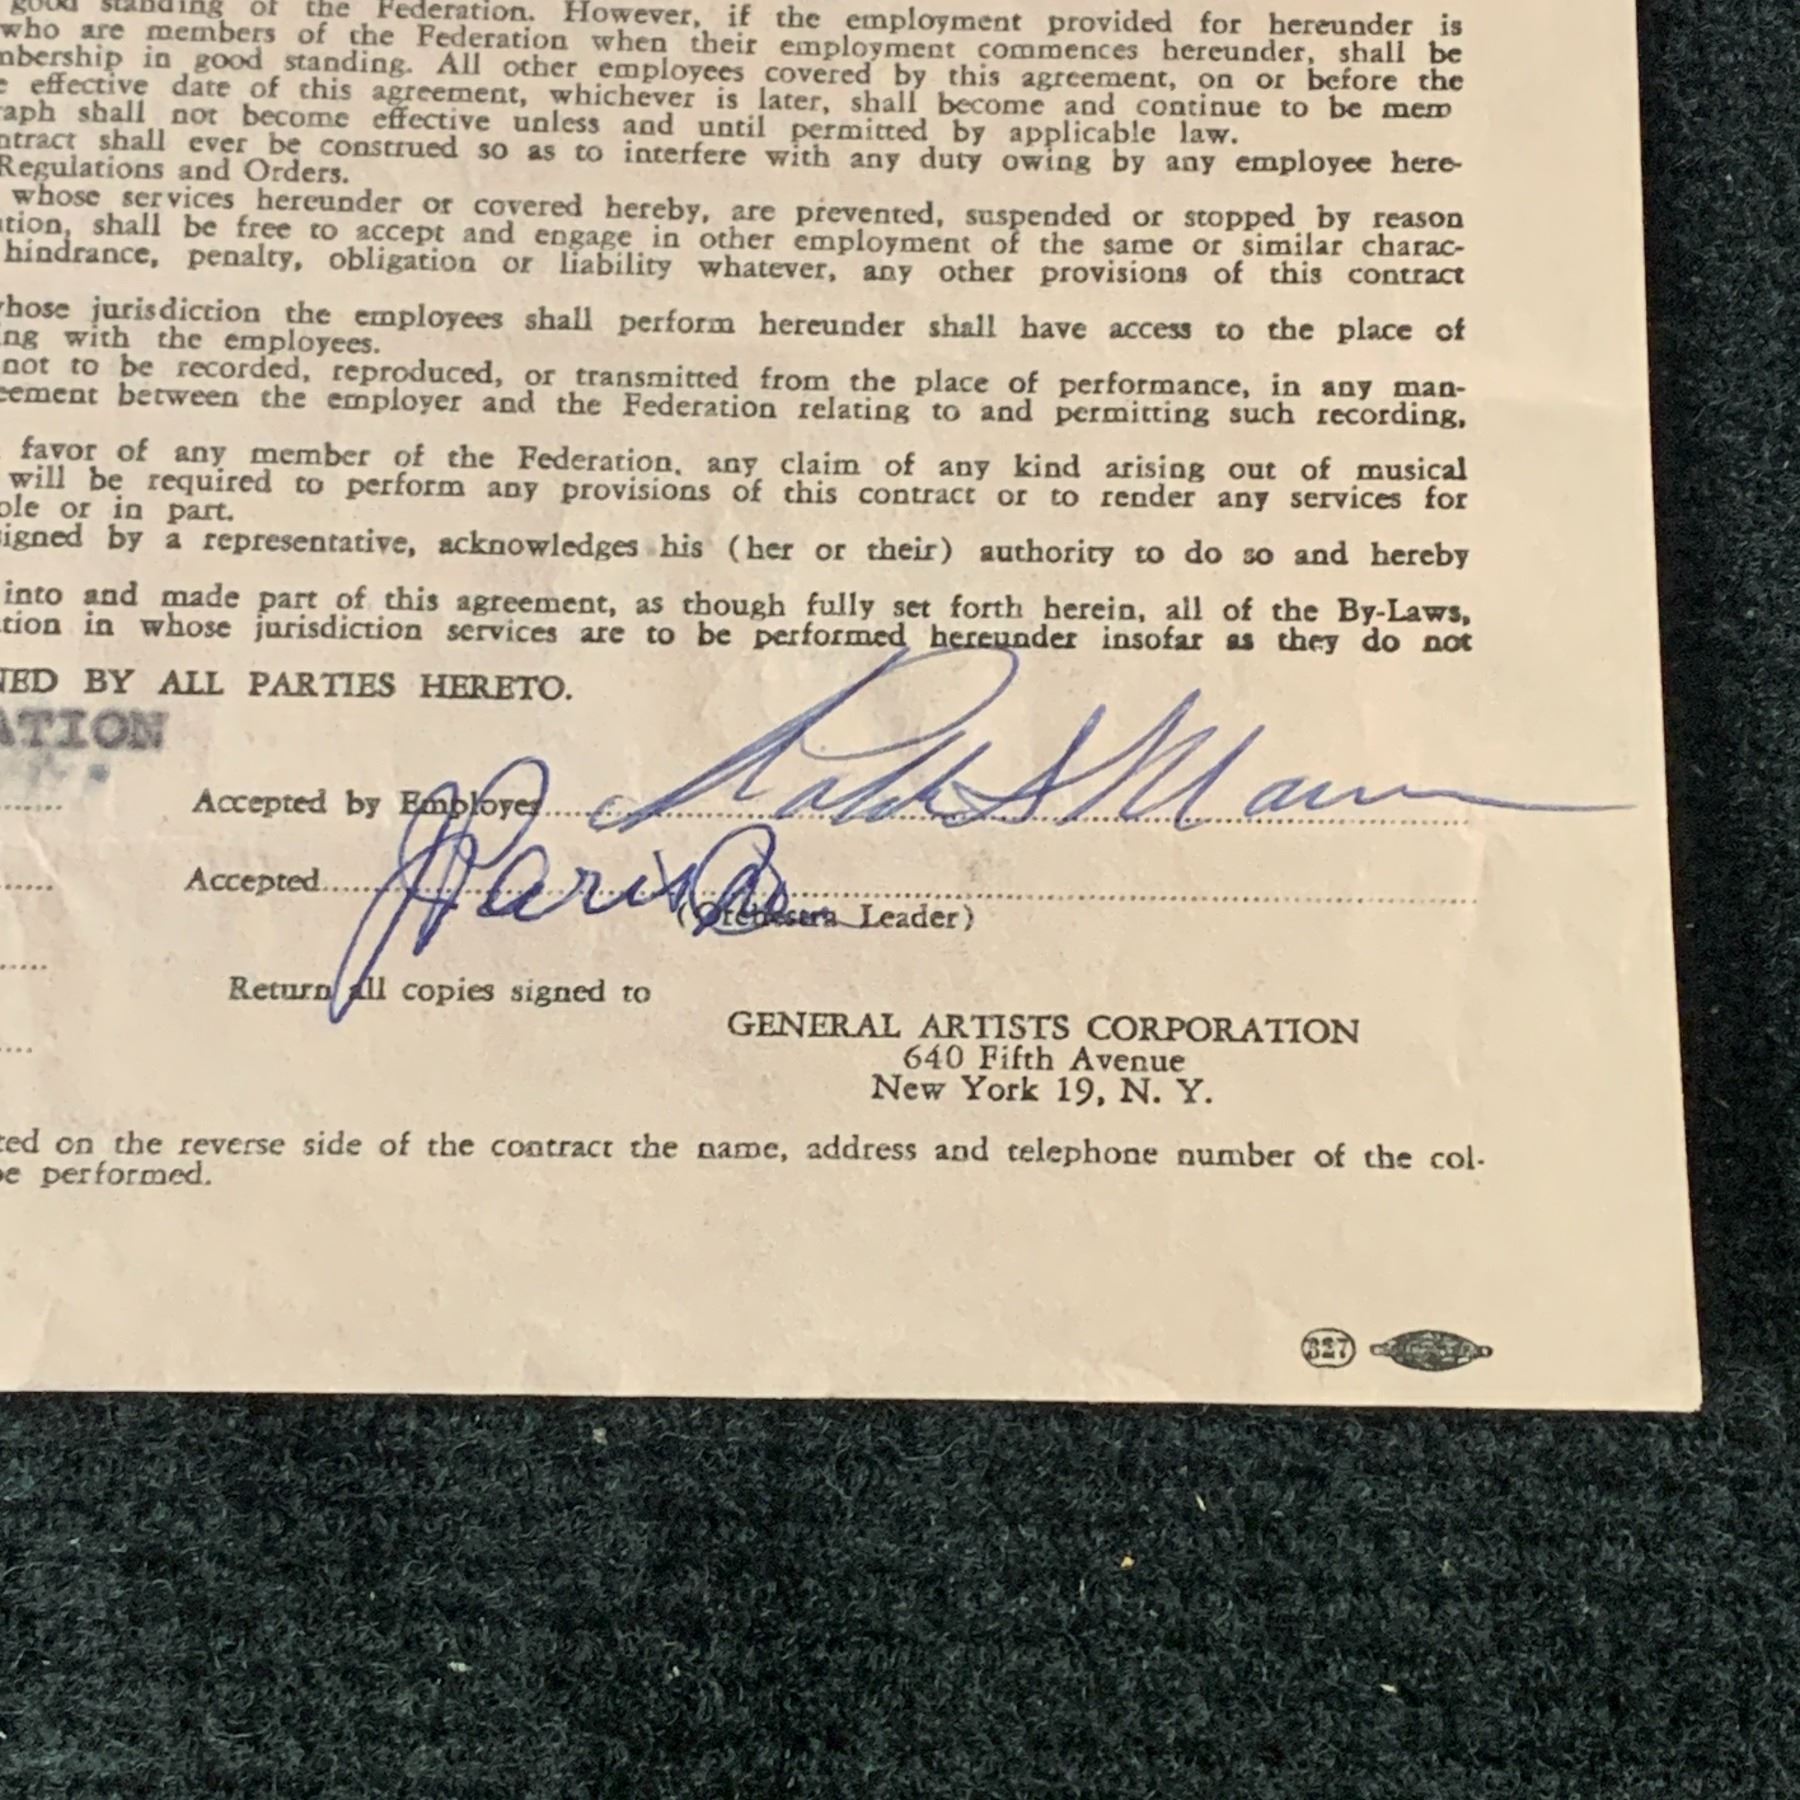 good standing of the Federation. However, if the employment provided for hereunder is
who are members of the Federation when their employment commences hereunder, shall be
mbership in good standing. All other employees covered by this agreement, on or before the
e effective date of this agreement, whichever is later, shall become and continue to be mem
raph shall not become effective unless and until permitted by applicable law.
ntract shall ever be construed so as to interfere with any duty owing by any employee here-
Regulations and Orders.
whose services hereunder or covered hereby, are prevented, suspended or stopped by reason
ation, shall be free to accept and engage in other employment of the same or similar charac-
hindrance, penalty, obligation or liability whatever, any other provisions of this contract
whose jurisdiction the employees shall perform hereunder shall have access to the place of
ing with the employees.
not to be recorded, reproduced, or transmitted from the place of performance, in any man-
eement between the employer and the Federation relating to and permitting such recording,
favor of any member of the Federation, any claim of any kind arising out of musical
will be required to perform any provisions of this contract or to render any services for
ole or in part.
igned by a representative, acknowledges his (her or their) authority to do so and hereby
into and made part of this agreement, as though fully set forth herein, all of the By-Laws,
tion in whose jurisdiction services are to be performed hereunder insofar as they do not
NED BY ALL PARTIES HERETO.
ATION
Accepted by Employer
Accepted
(Orchestra Leader)
Return all copies signed to
GENERAL ARTISTS CORPORATION
640 Fifth Avenue
New York 19, N. Y.
ted on the reverse side of the contract the name, address and telephone number of the col-
be performed.
327